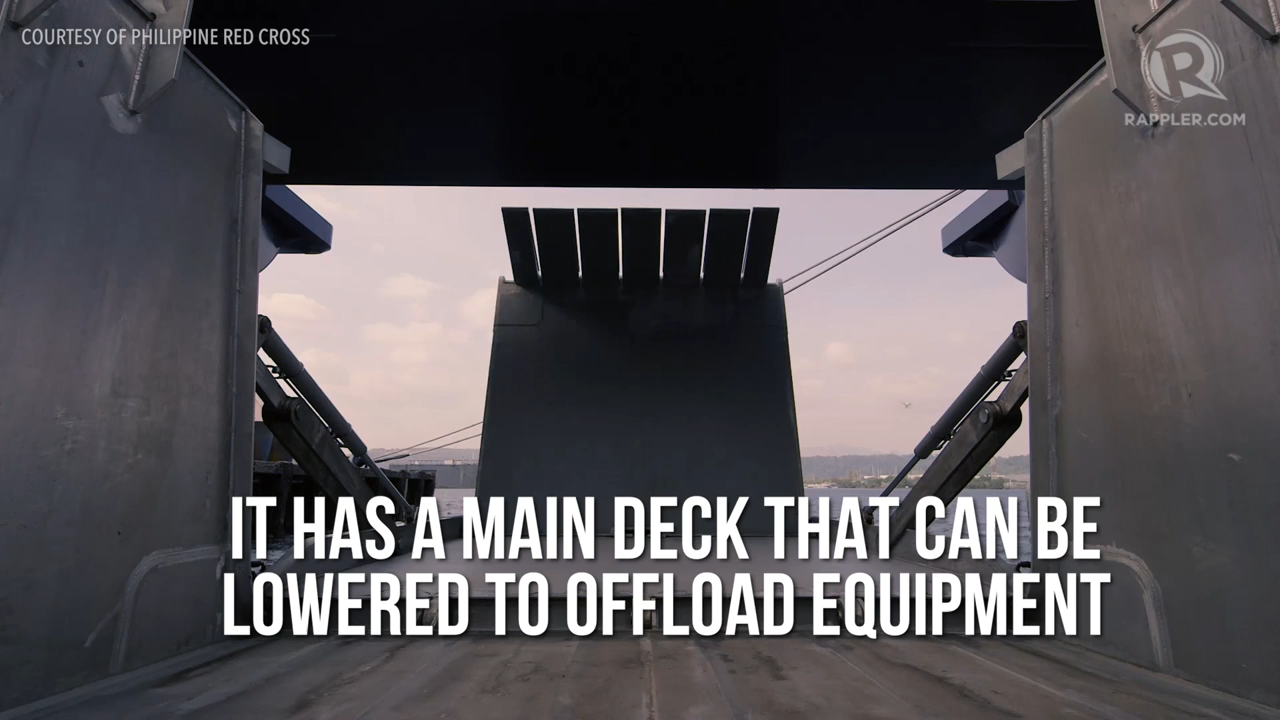 COURTESY OF PHILIPPINE RED CROSS
R
RAPPLER.COM
IT HAS A MAIN DECK THAT CAN BE
LOWERED TO OFFLOAD EQUIPMENT